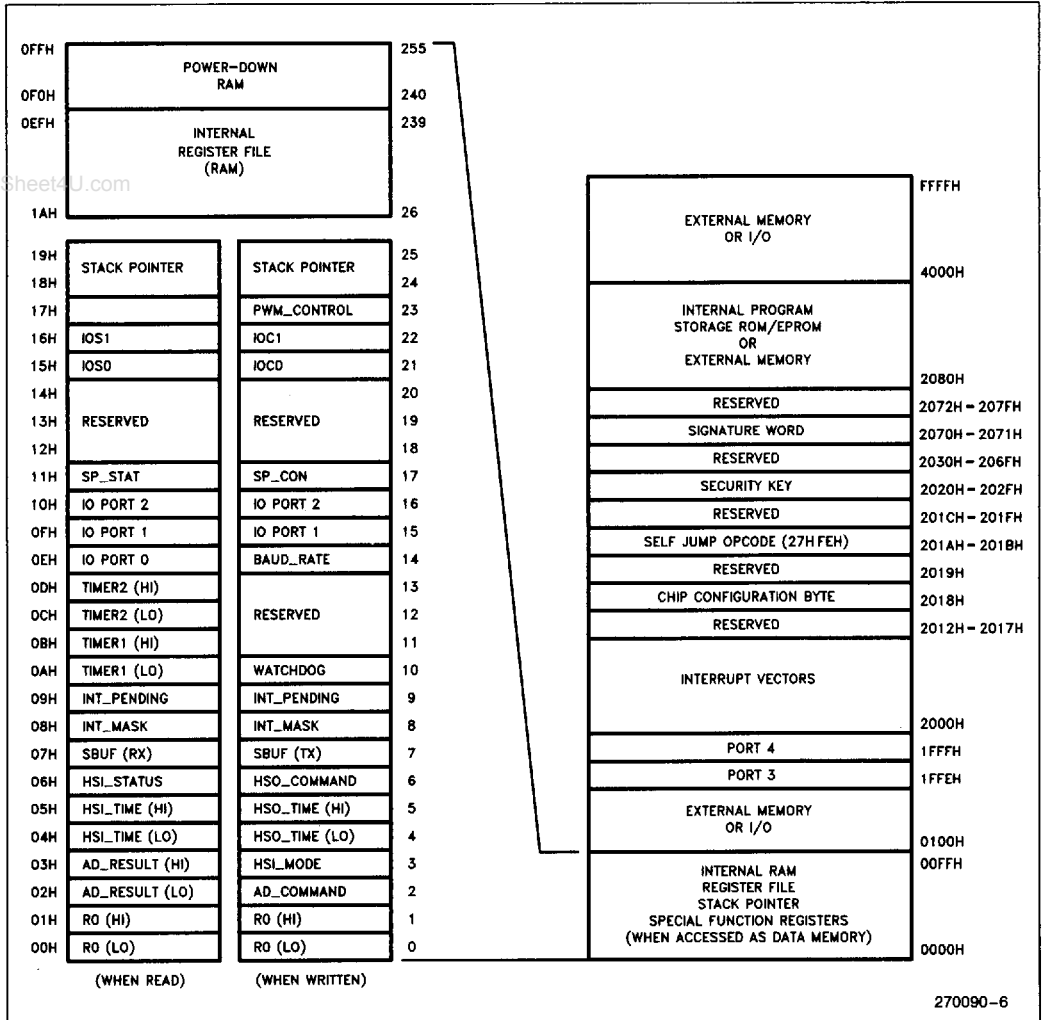 0FFH
POWER-DOWN
RAM
255
0F0H
240
0EFH
INTERNAL
REGISTER FILE
(RAM)
239
Sheet4U.com
1AH
26
19H
STACK POINTER
STACK POINTER
25
18H
24
17H
PWM_CONTROL
23
16H
IOS1
IOC1
22
15H
IOS0
IOC0
21
14H
20
13H
RESERVED
RESERVED
19
12H
18
11H
SP_STAT
SP_CON
17
10H
IO PORT 2
IO PORT 2
16
0FH
IO PORT 1
IO PORT 1
15
0EH
IO PORT 0
BAUD_RATE
14
0DH
TIMER2 (HI)
13
0CH
TIMER2 (LO)
RESERVED
12
0BH
TIMER1 (HI)
11
0AH
TIMER1 (LO)
WATCHDOG
10
09H
INT_PENDING
INT_PENDING
9
08H
INT_MASK
INT_MASK
8
07H
SBUF (RX)
SBUF (TX)
7
06H
HSI_STATUS
HSO_COMMAND
6
05H
HSI_TIME (HI)
HSO_TIME (HI)
5
04H
HSI_TIME (LO)
HSO_TIME (LO)
4
03H
AD_RESULT (HI)
HSI_MODE
3
02H
AD_RESULT (LO)
AD_COMMAND
2
01H
R0 (HI)
R0 (HI)
1
00H
R0 (LO)
R0 (LO)
0
(WHEN READ)
(WHEN WRITTEN)
FFFFH
EXTERNAL MEMORY
OR I/O
4000H
INTERNAL PROGRAM
STORAGE ROM/EPROM
OR
EXTERNAL MEMORY
2080H
RESERVED
2072H - 207FH
SIGNATURE WORD
2070H - 2071H
RESERVED
2030H - 206FH
SECURITY KEY
2020H - 202FH
RESERVED
201CH - 201FH
SELF JUMP OPCODE (27H FEH)
201AH - 201BH
RESERVED
2019H
CHIP CONFIGURATION BYTE
2018H
RESERVED
2012H - 2017H
INTERRUPT VECTORS
2000H
PORT 4
1FFFH
PORT 3
1FFEH
EXTERNAL MEMORY
OR I/O
0100H
00FFH
INTERNAL RAM
REGISTER FILE
STACK POINTER
SPECIAL FUNCTION REGISTERS
(WHEN ACCESSED AS DATA MEMORY)
0000H
270090-6